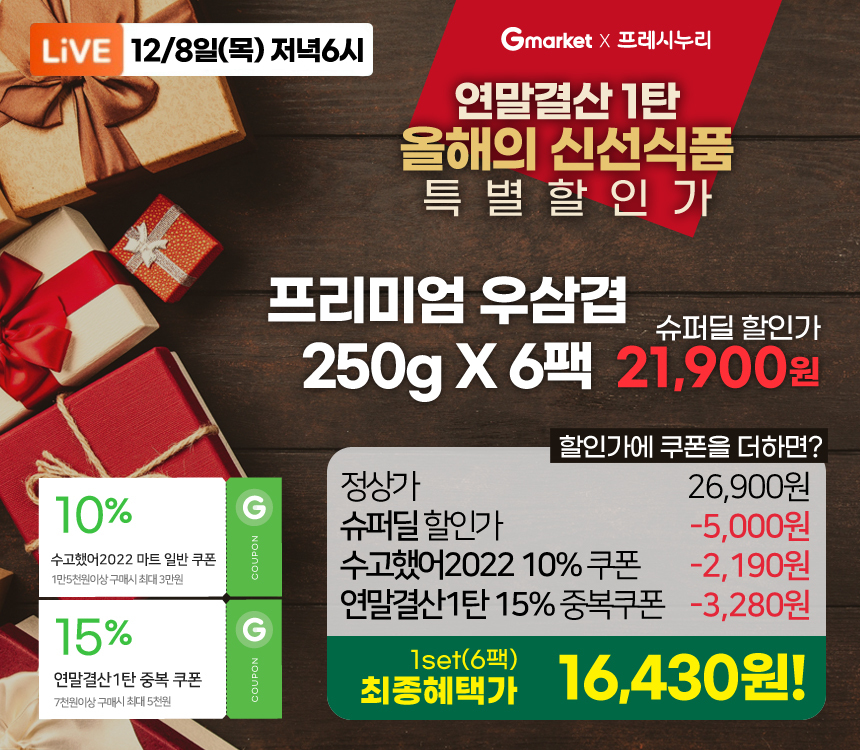 LiVE 12/8일(목) 저녁6시
Gmarket X 프레시누리
연말결산 1탄
올해의 신선식품
특별할인가
프리미엄 우삼겹
250g X 6팩
슈퍼딜 할인가
21,900원
할인가에 쿠폰을 더하면?
정상가 26,900원
슈퍼딜 할인가 -5,000원
수고했어2022 10% 쿠폰 -2,190원
연말결산1탄 15% 중복쿠폰 -3,280원
1set(6팩)
최종혜택가 16,430원!
10%
수고했어2022 마트 일반 쿠폰
1만5천원이상 구매시 최대 3만원
G
COUPON
15%
연말결산1탄 중복 쿠폰
7천원이상 구매시 최대 5천원
G
COUPON